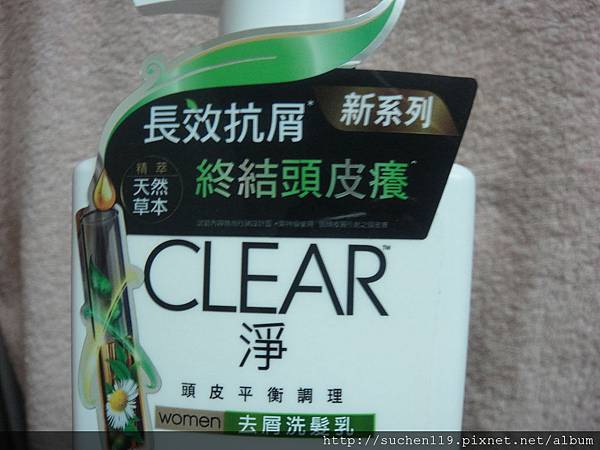 新系列
長效抗屑*
精萃
天然
草本
終結頭皮癢^
CLEAR™
淨
頭皮平衡調理
women 去屑洗髮乳
http://suchen119.pixnet.net/album